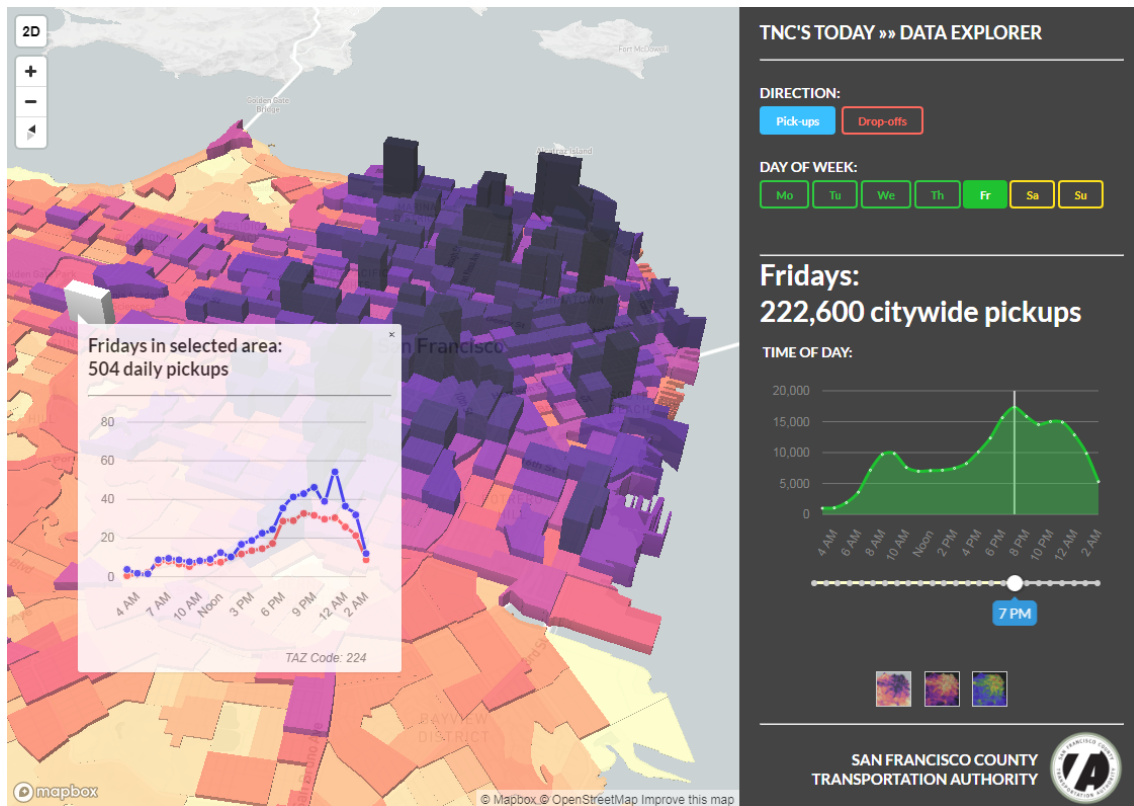 2D
Fort McDowell
Golden Gate
Bridge
Alcatraz Island
San Francisco
BAYVIEW
DISTRICT
Fridays in selected area:
504 daily pickups
×
80
60
40
20
0
4 AM
7 AM
10 AM
Noon
3 PM
6 PM
9 PM
12 AM
2 AM
TAZ Code: 224
mapbox
© Mapbox © OpenStreetMap Improve this map
TNC'S TODAY »» DATA EXPLORER
DIRECTION:
Pick-ups Drop-offs
DAY OF WEEK:
Mo Tu We Th Fr Sa Su
Fridays:
222,600 citywide pickups
TIME OF DAY:
20,000
15,000
10,000
5,000
0
4 AM
6 AM
8 AM
10 AM
Noon
2 PM
4 PM
6 PM
8 PM
10 PM
12 AM
2 AM
7 PM
SAN FRANCISCO COUNTY
TRANSPORTATION AUTHORITY